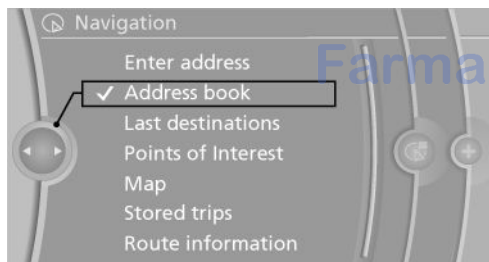 Navigation
Farma
Enter address
Address book
Last destinations
Points of Interest
Map
Stored trips
Route information